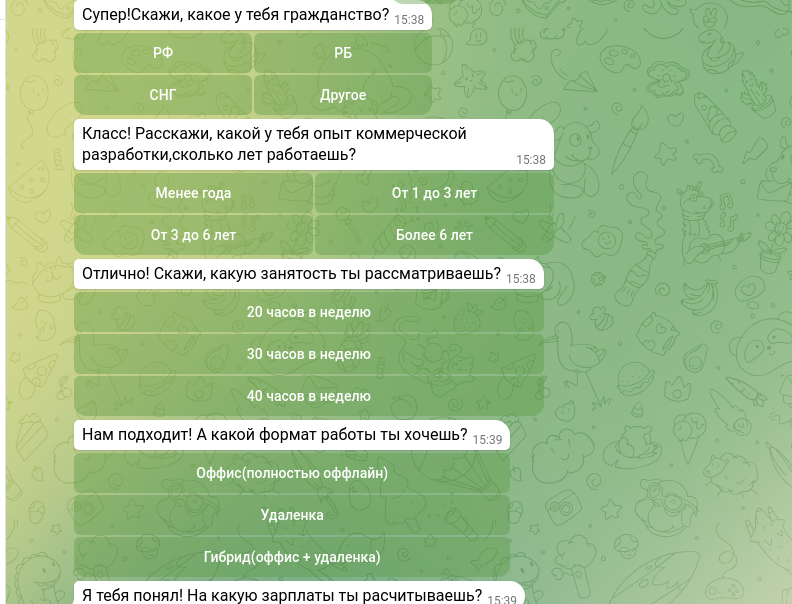 Супер!Скажи, какое у тебя гражданство? 15:38
РФ РБ
СНГ Другое
Класс! Расскажи, какой у тебя опыт коммерческой
разработки,сколько лет работаешь? 15:38
Менее года От 1 до 3 лет
От 3 до 6 лет Более 6 лет
Отлично! Скажи, какую занятость ты рассматриваешь? 15:38
20 часов в неделю
30 часов в неделю
40 часов в неделю
Нам подходит! А какой формат работы ты хочешь? 15:39
Оффис(полностью оффлайн)
Удаленка
Гибрид(оффис + удаленка)
Я тебя понял! На какую зарплаты ты расчитываешь? 15:39